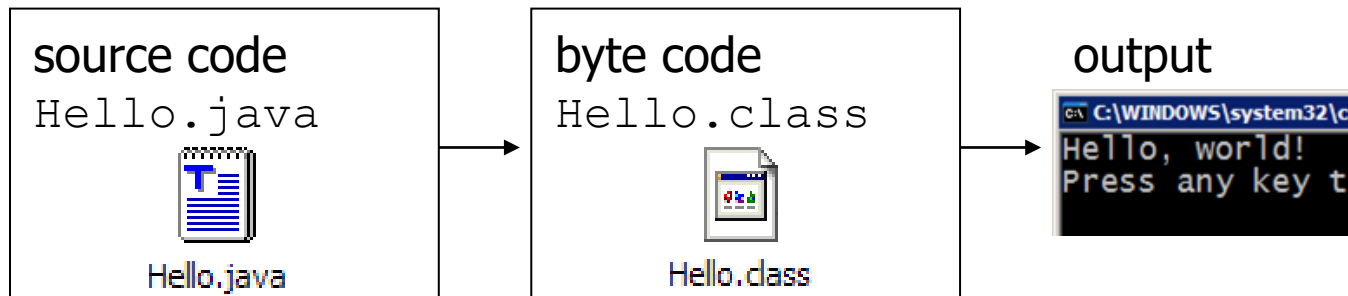 source code
Hello.java
Hello.java
byte code
Hello.class
Hello.class
output
C:\WINDOWS\system32\c
Hello, world!
Press any key t